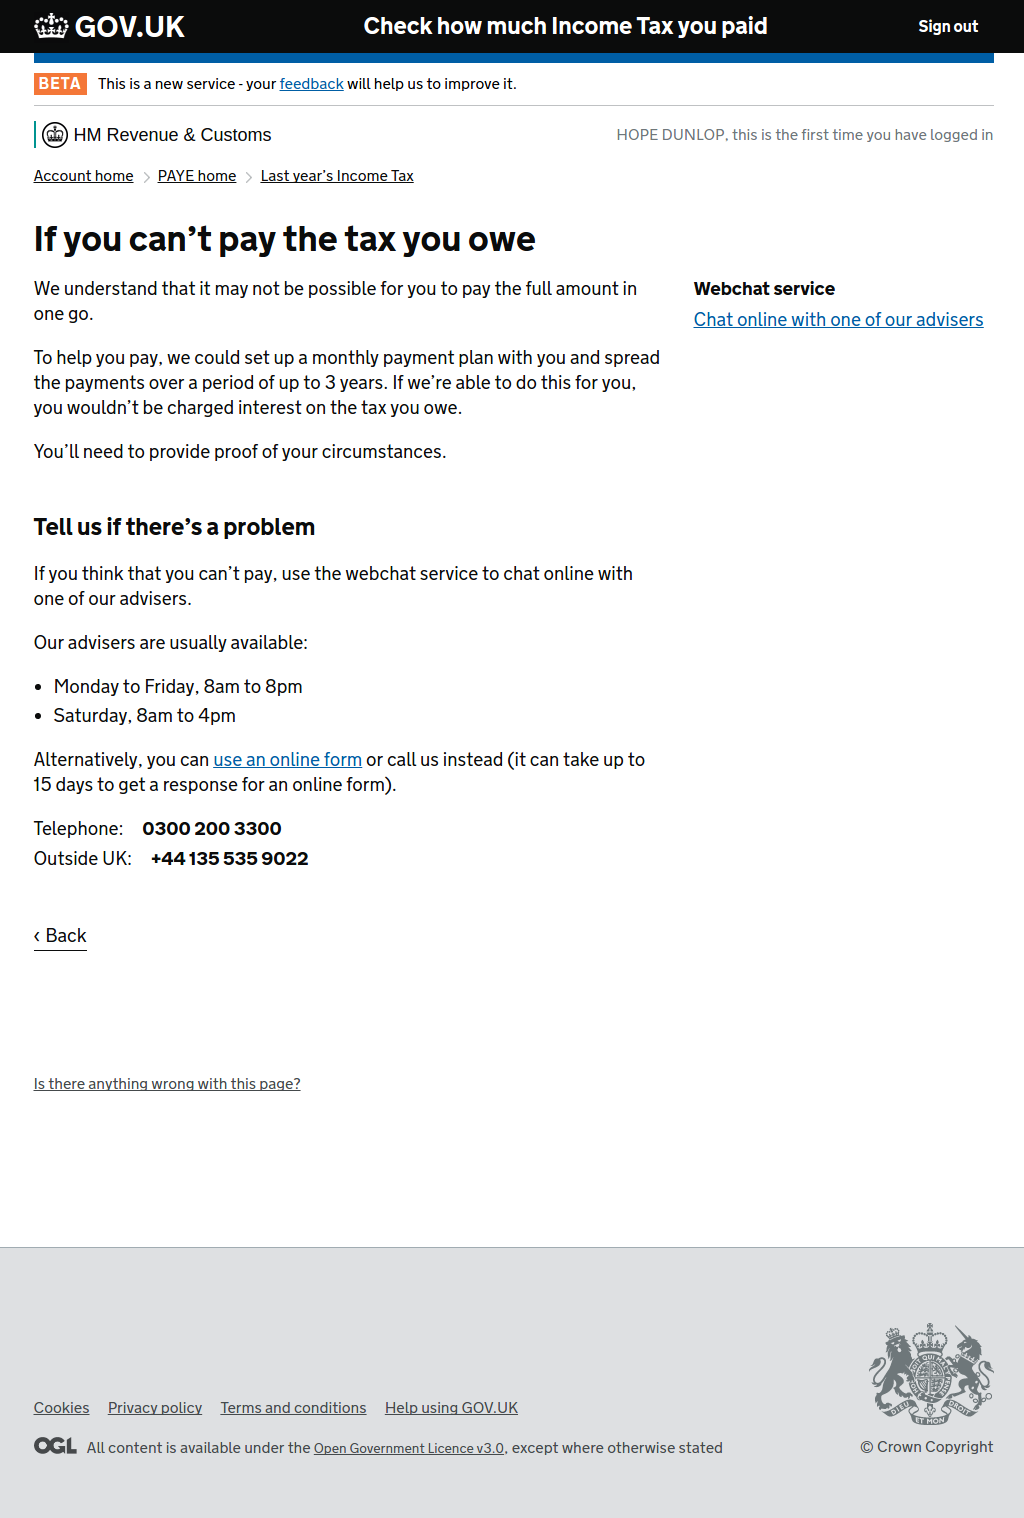 GOV.UK Check how much Income Tax you paid Sign out
BETA This is a new service - your feedback will help us to improve it.
HM Revenue & Customs HOPE DUNLOP, this is the first time you have logged in
Account home PAYE home Last year’s Income Tax
If you can’t pay the tax you owe
We understand that it may not be possible for you to pay the full amount in
one go.
To help you pay, we could set up a monthly payment plan with you and spread
the payments over a period of up to 3 years. If we’re able to do this for you,
you wouldn’t be charged interest on the tax you owe.
You’ll need to provide proof of your circumstances.
Webchat service
Chat online with one of our advisers
Tell us if there’s a problem
If you think that you can’t pay, use the webchat service to chat online with
one of our advisers.
Our advisers are usually available:
• Monday to Friday, 8am to 8pm
• Saturday, 8am to 4pm
Alternatively, you can use an online form or call us instead (it can take up to
15 days to get a response for an online form).
Telephone: 0300 200 3300
Outside UK: +44 135 535 9022
‹ Back
Is there anything wrong with this page?
Cookies Privacy policy Terms and conditions Help using GOV.UK
OGL All content is available under the Open Government Licence v3.0, except where otherwise stated
DIEU ET MON DROIT
© Crown Copyright